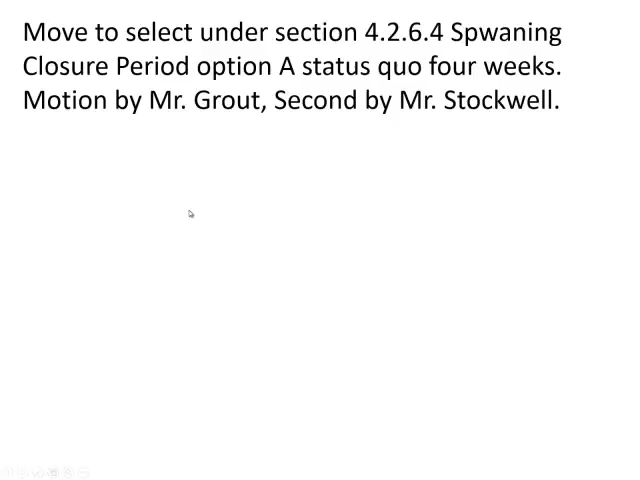 Move to select under section 4.2.6.4 Spwaning
Closure Period option A status quo four weeks.
Motion by Mr. Grout, Second by Mr. Stockwell.